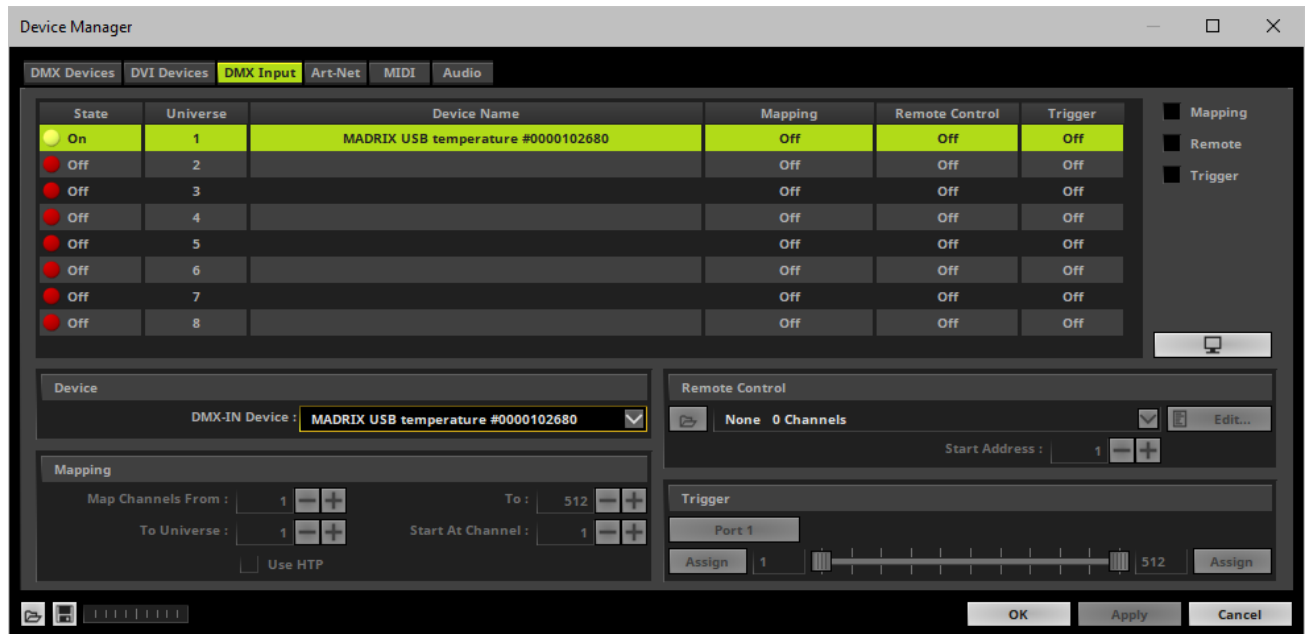 Device Manager
DMX Devices DVI Devices DMX Input Art-Net MIDI Audio
State Universe Device Name Mapping Remote Control Trigger
On 1 MADRIX USB temperature #0000102680 Off Off Off
Off 2 Off Off Off
Off 3 Off Off Off
Off 4 Off Off Off
Off 5 Off Off Off
Off 6 Off Off Off
Off 7 Off Off Off
Off 8 Off Off Off
Mapping
Remote
Trigger
Device
DMX-IN Device : MADRIX USB temperature #0000102680
Mapping
Map Channels From : 1 To : 512
To Universe : 1 Start At Channel : 1
Use HTP
Remote Control
None 0 Channels Edit...
Start Address : 1
Trigger
Port 1
Assign 1 512 Assign
OK Apply Cancel